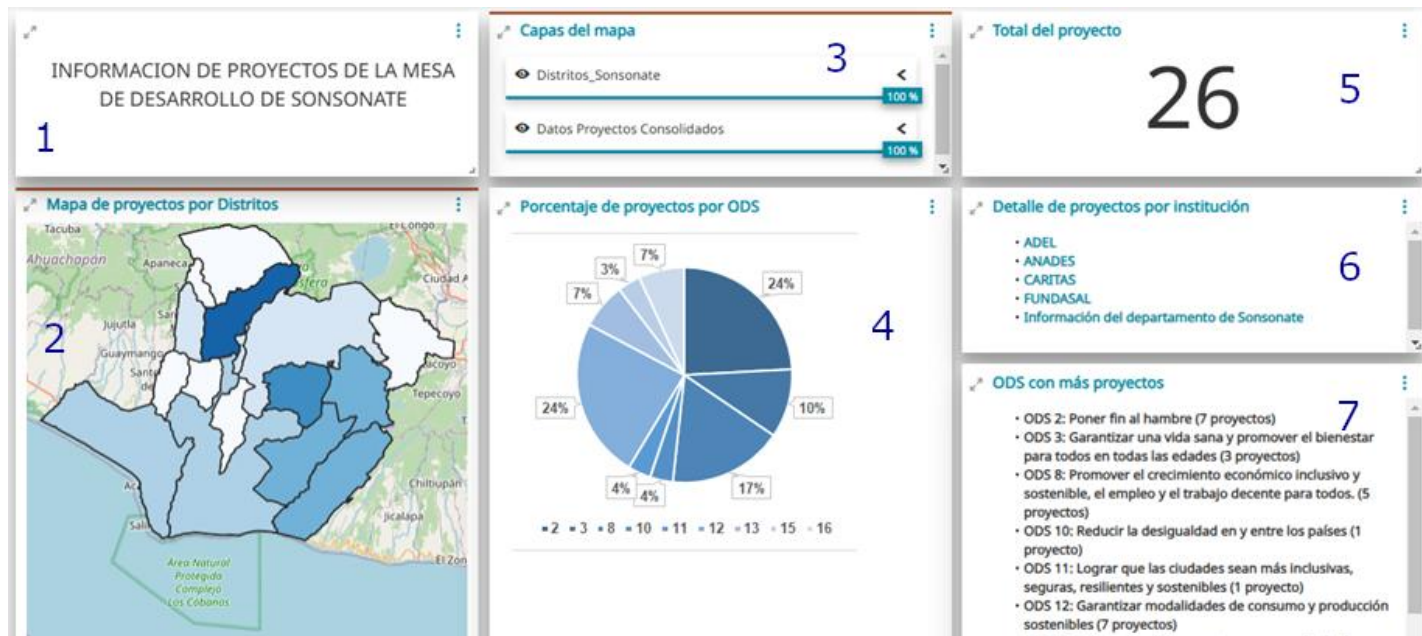 INFORMACION DE PROYECTOS DE LA MESA
DE DESARROLLO DE SONSONATE
1
Capas del mapa
3
Distritos_Sonsonate
100 %
Datos Proyectos Consolidados
100 %
Total del proyecto
26
5
Mapa de proyectos por Distritos
Tacuba
El Congo
Ahuachapán
Apaneca
Ciudad A
Jujutla
2
Guaymango
Tepecoyo
Chiltiupán
Jicalapa
El Zon
Área Natural
Protegida
Complejo
Los Cóbanos
Porcentaje de proyectos por ODS
7%
3%
24%
7%
4
24%
10%
4%
4%
17%
2 3 8 10 11 12 13 15 16
Detalle de proyectos por institución
• ADEL
• ANADES
6
• CARITAS
• FUNDASAL
• Información del departamento de Sonsonate
ODS con más proyectos
7
• ODS 2: Poner fin al hambre (7 proyectos)
• ODS 3: Garantizar una vida sana y promover el bienestar
para todos en todas las edades (3 proyectos)
• ODS 8: Promover el crecimiento económico inclusivo y
sostenible, el empleo y el trabajo decente para todos. (5
proyectos)
• ODS 10: Reducir la desigualdad en y entre los países (1
proyecto)
• ODS 11: Lograr que las ciudades sean más inclusivas,
seguras, resilientes y sostenibles (1 proyecto)
• ODS 12: Garantizar modalidades de consumo y producción
sostenibles (7 proyectos)